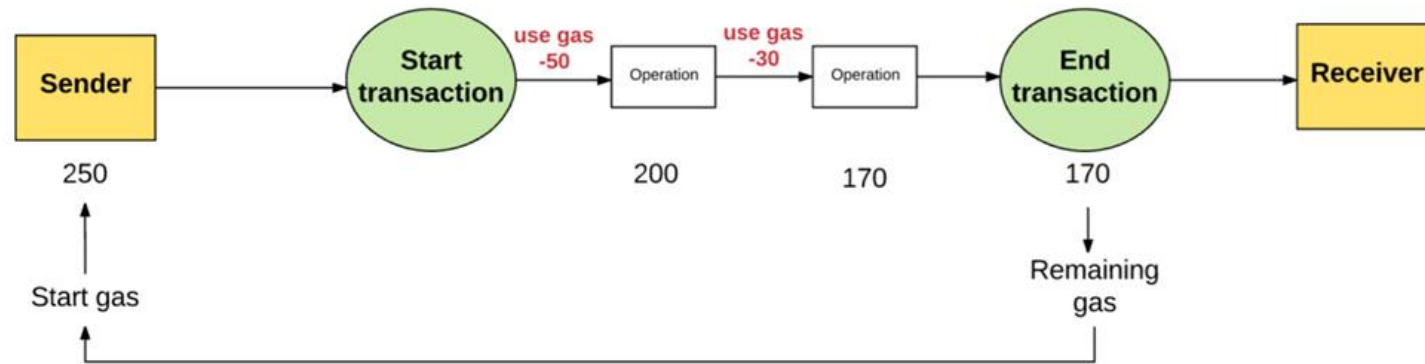 Sender
Start
transaction
use gas
-50
Operation
use gas
-30
Operation
End
transaction
Receiver
250
200
170
170
Start gas
Remaining
gas